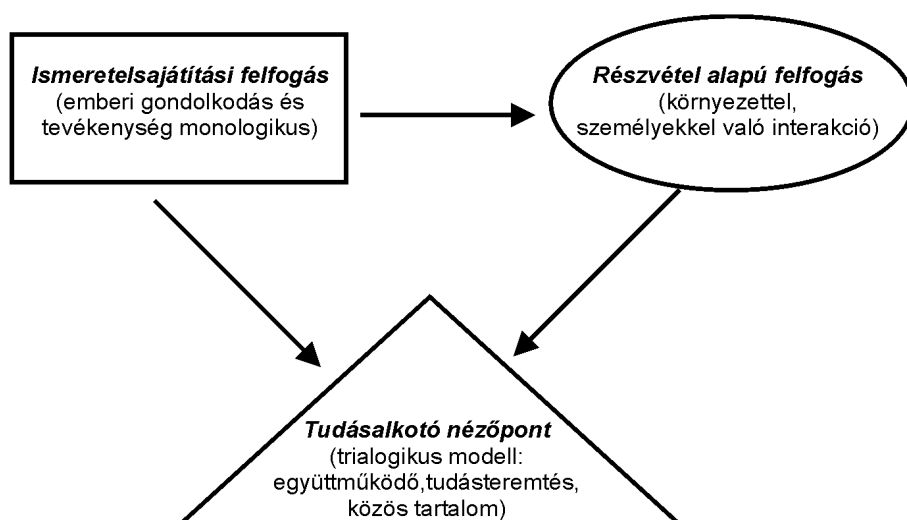 Ismeretelsajátítási felfogás
(emberi gondolkodás és
tevékenység monologikus)
Részvétel alapú felfogás
(környezettel,
személyekkel való interakció)
Tudásalkotó nézőpont
(trialogikus modell:
együttműködő,tudásteremtés,
közös tartalom)